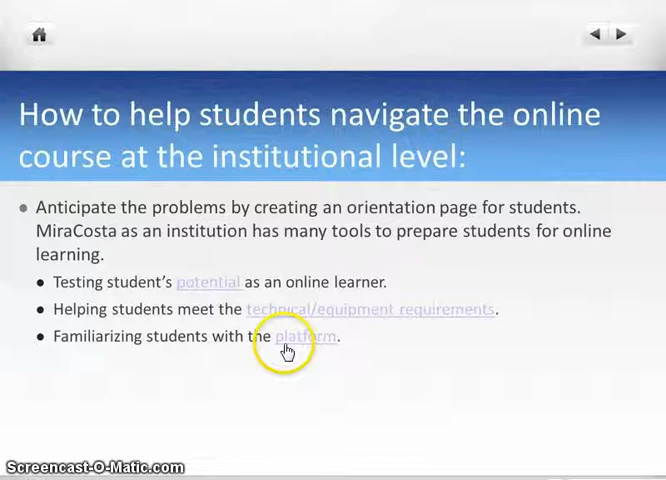 How to help students navigate the online
course at the institutional level:
Anticipate the problems by creating an orientation page for students.
MiraCosta as an institution has many tools to prepare students for online
learning.
Testing student's potential as an online learner.
Helping students meet the technical/equipment requirements.
Familiarizing students with the platform.
Screencast-O-Matic.com